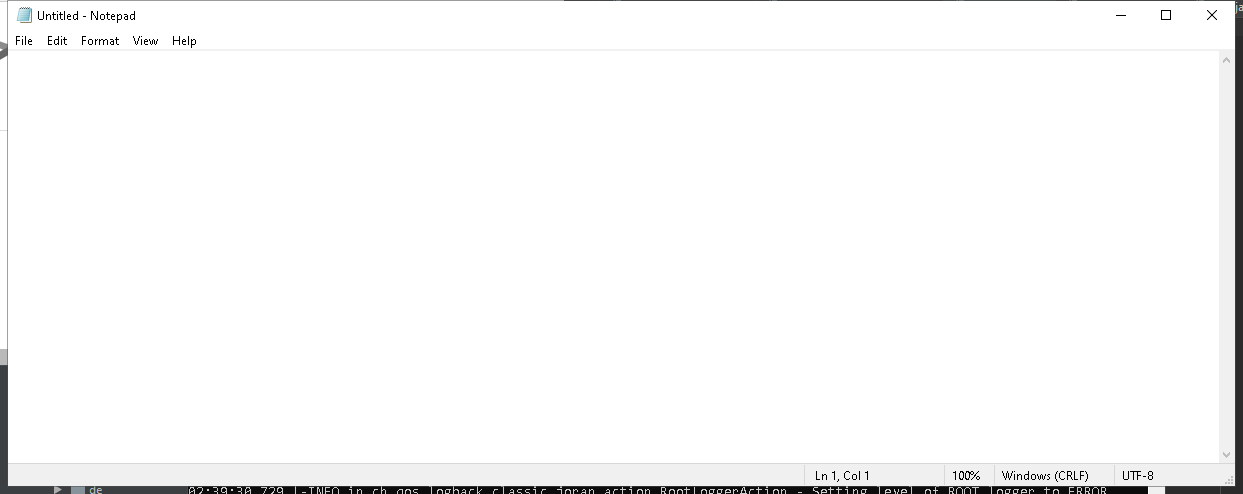 Untitled - Notepad
File Edit Format View Help
Ln 1, Col 1 100% Windows (CRLF) UTF-8
de 02:39:30,729 |-INFO in ch.qos.logback.classic.joran.action.RootLoggerAction - Setting level of ROOT logger to ERROR